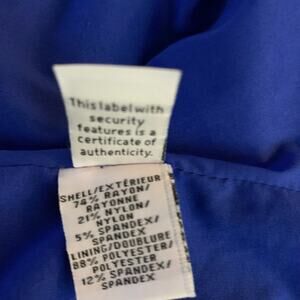 This label with
security
features is a
certificate of
authenticity.
SHELL/EXTÉRIEUR
74% RAYON/
RAYONNE
21% NYLON/
NYLON
5% SPANDEX/
SPANDEX
LINING/DOUBLURE
88% POLYESTER/
POLYESTER
12% SPANDEX/
SPANDEX